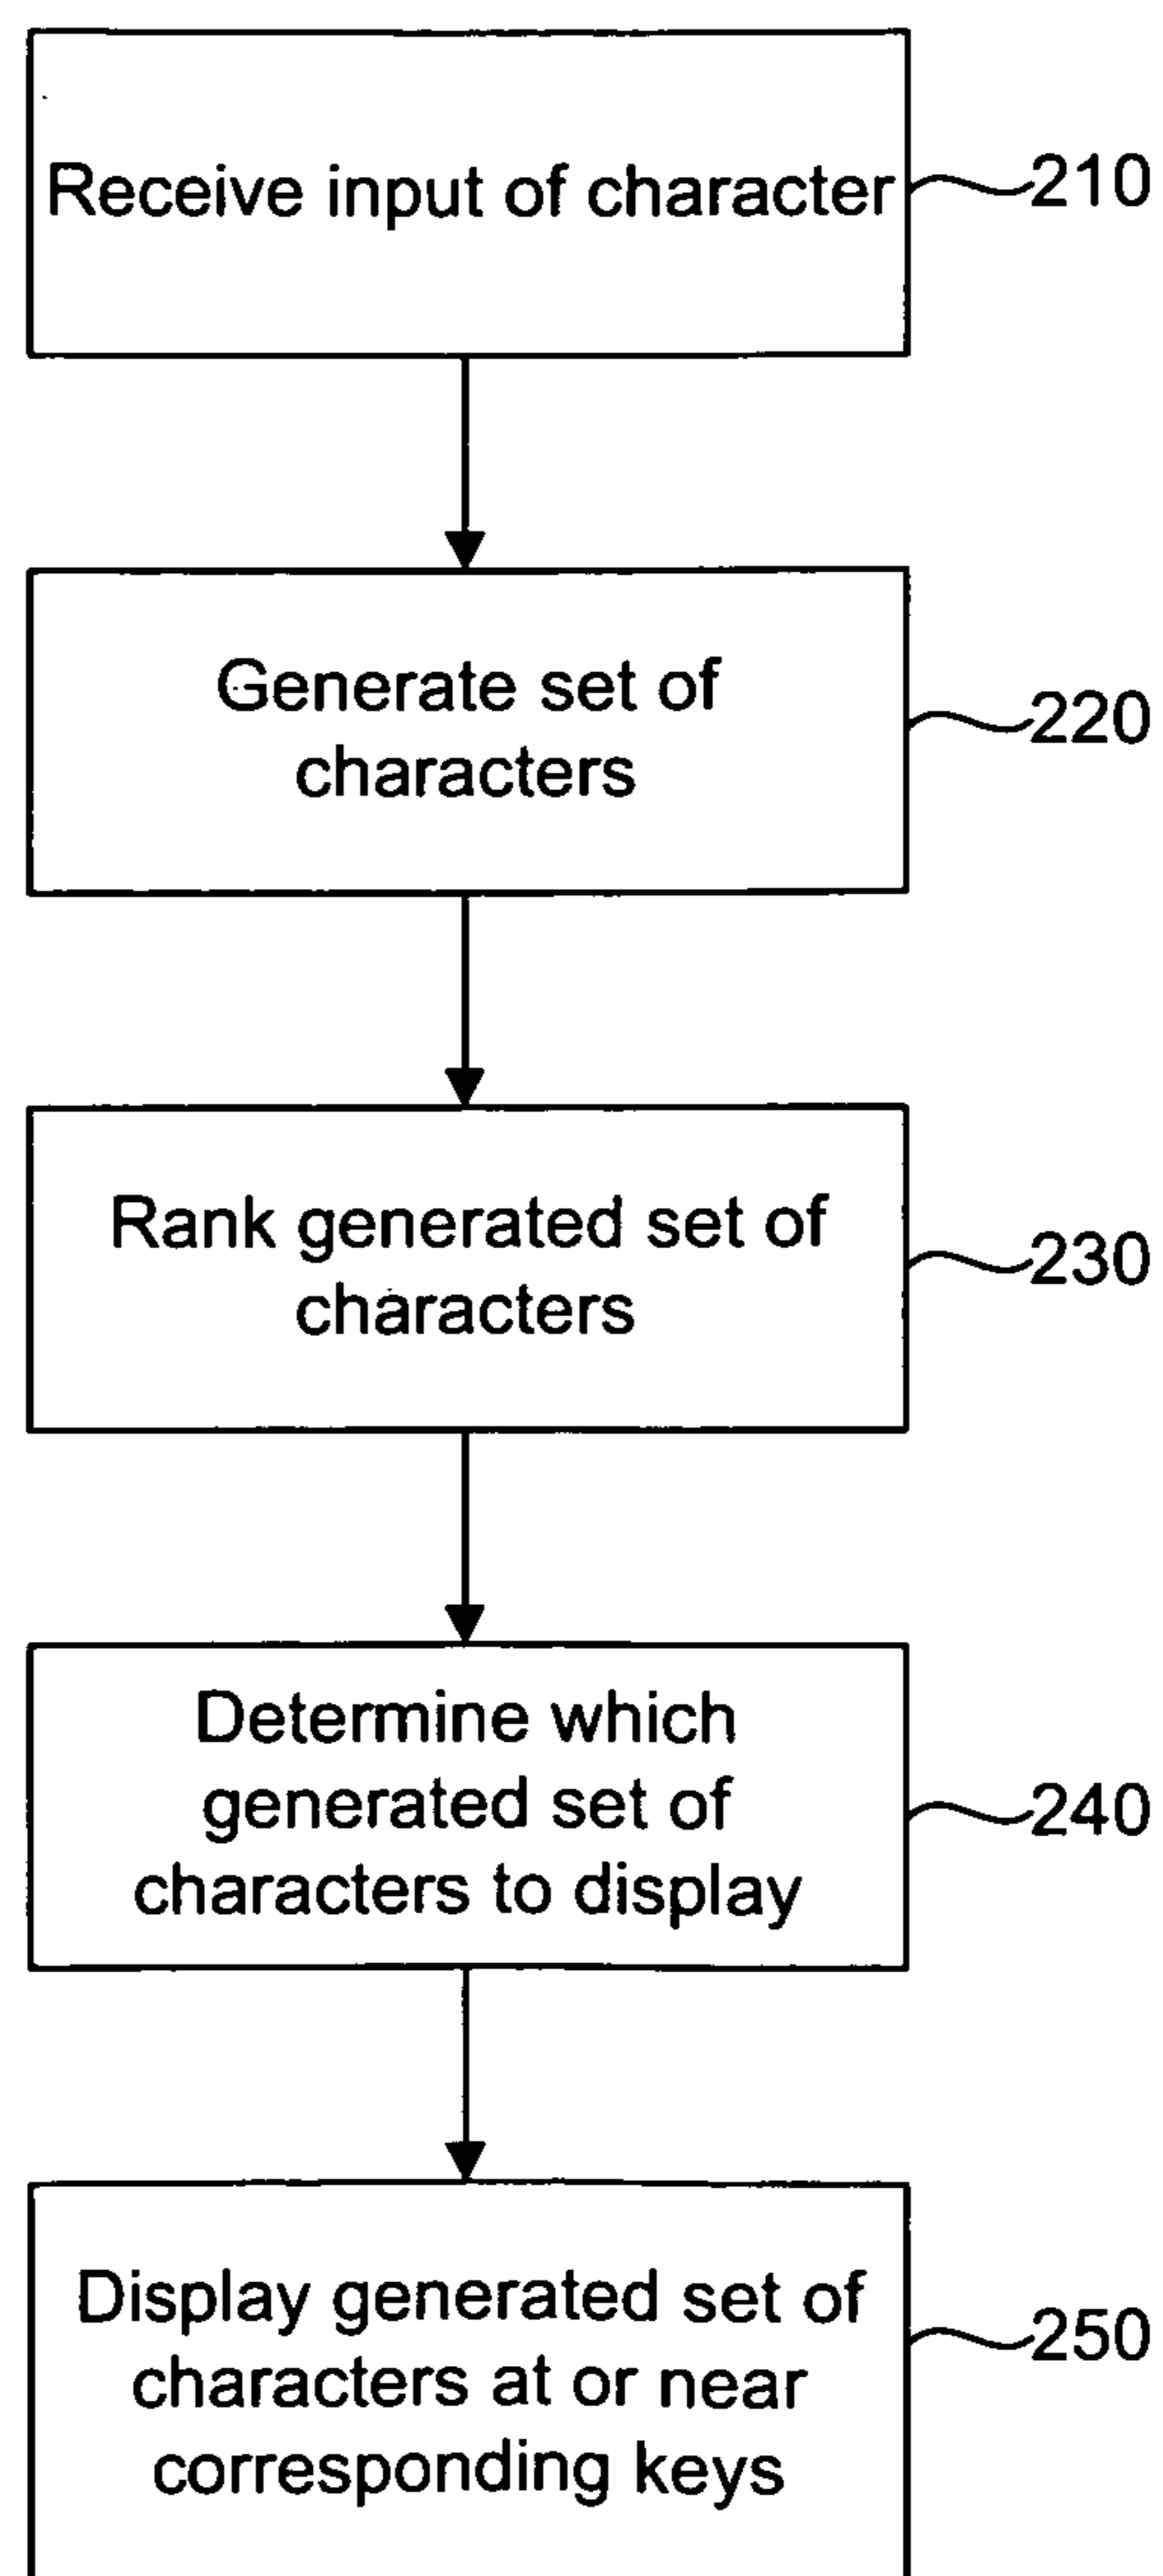 Receive input of character
210
Generate set of
characters
220
Rank generated set of
characters
230
Determine which
generated set of
characters to display
240
Display generated set of
characters at or near
corresponding keys
250